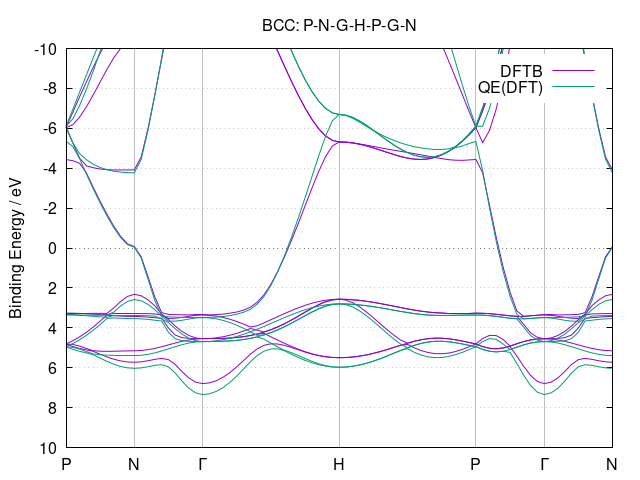 BCC: P-N-G-H-P-G-N
-10
-8
-6
-4
-2
0
2
4
6
8
10
Binding Energy / eV
DFTB
QE(DFT)
P N Γ H P Γ N